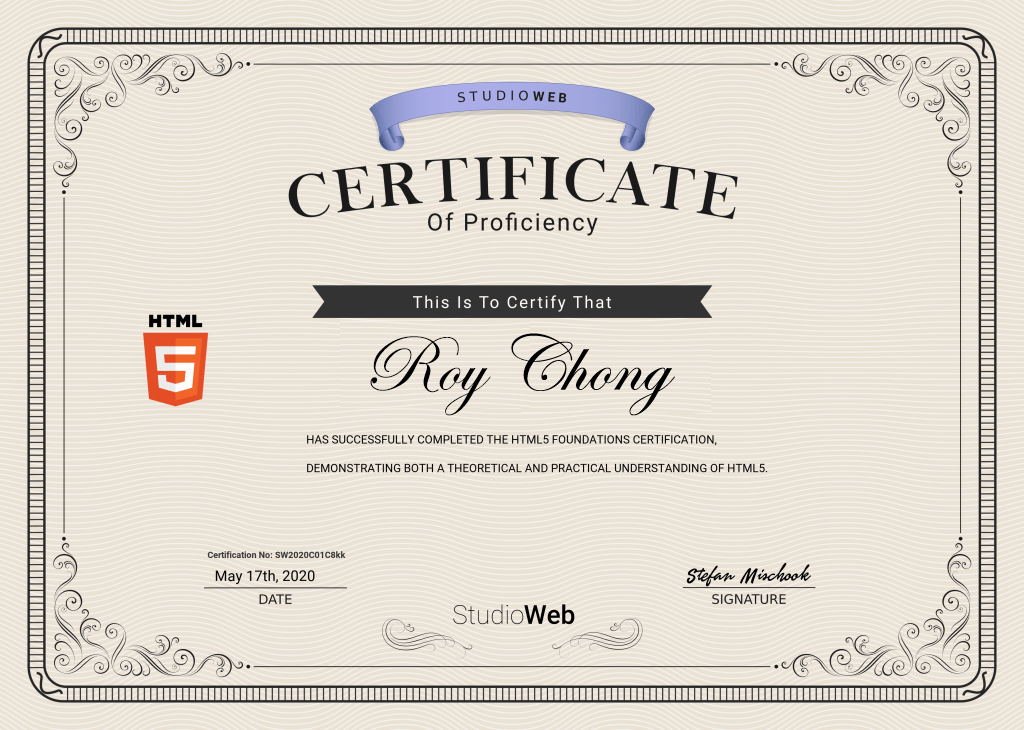 STUDIOWEB
CERTIFICATE
Of Proficiency
This Is To Certify That
HTML
5
Roy Chong
HAS SUCCESSFULLY COMPLETED THE HTML5 FOUNDATIONS CERTIFICATION,
DEMONSTRATING BOTH A THEORETICAL AND PRACTICAL UNDERSTANDING OF HTML5.
Certification No: SW2020C01C8kk
May 17th, 2020
DATE
Stefan Mischook
SIGNATURE
StudioWeb